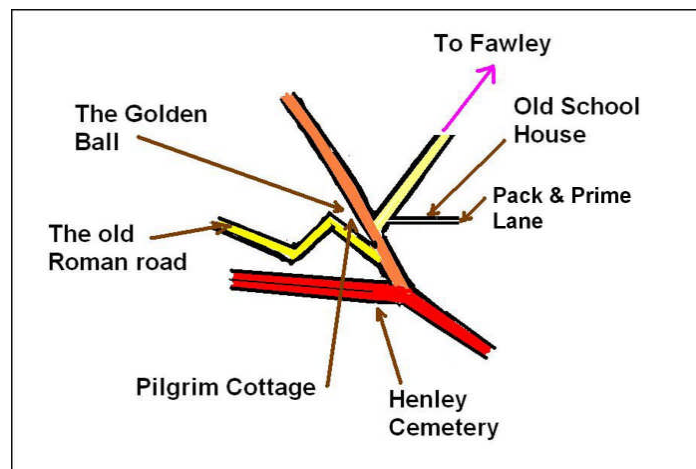 To Fawley
The Golden
Ball
Old School
House
Pack & Prime
Lane
The old
Roman road
Pilgrim Cottage
Henley
Cemetery